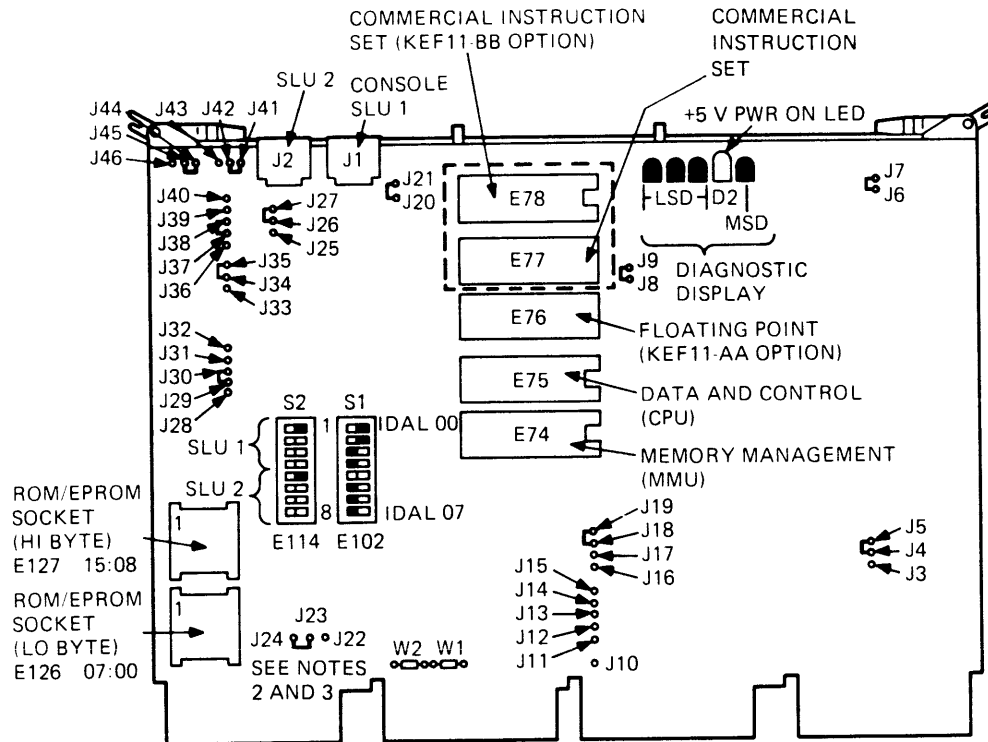 COMMERCIAL INSTRUCTION
SET (KEF11-BB OPTION)
COMMERCIAL
INSTRUCTION
SET
SLU 2
CONSOLE
SLU 1
+5 V PWR ON LED
J44
J43
J42
J41
J45
J46
J2
J1
J21
J20
E78
LSD
D2
MSD
J7
J6
J40
J39
J38
J37
J36
J27
J26
J25
J35
J34
J33
E77
J9
J8
DIAGNOSTIC
DISPLAY
E76
FLOATING POINT
(KEF11-AA OPTION)
J32
J31
J30
J29
J28
E75
DATA AND CONTROL
(CPU)
S2
S1
1
IDAL 00
SLU 1
E74
MEMORY MANAGEMENT
(MMU)
SLU 2
8
IDAL 07
E114
E102
ROM/EPROM
SOCKET
(HI BYTE)
E127 15:08
1
J19
J18
J17
J16
J5
J4
J3
J15
J14
J13
J12
J11
J10
ROM/EPROM
SOCKET
(LO BYTE)
E126 07:00
1
J23
J24
J22
SEE NOTES
2 AND 3
W2
W1